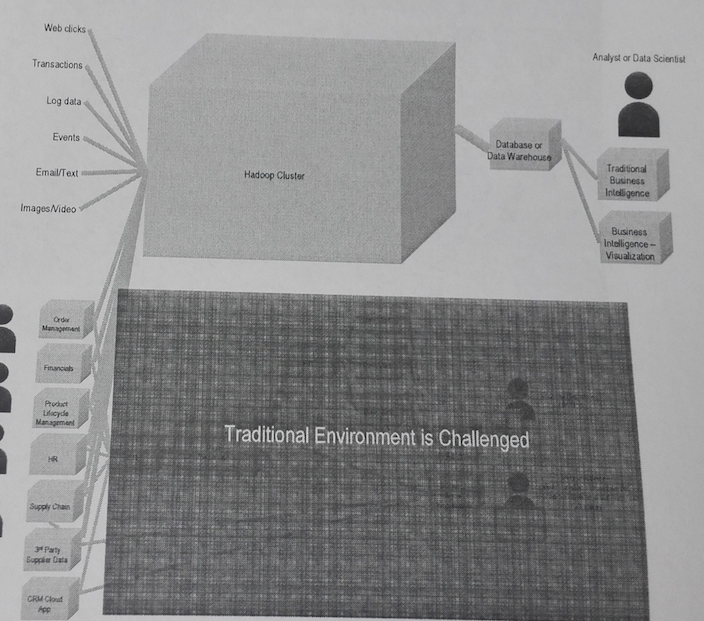 Web clicks
Transactions
Log data
Events
Email/Text
Images/Video
Hadoop Cluster
Database or
Data Warehouse
Analyst or Data Scientist
Traditional
Business
Intelligence
Business
Intelligence –
Visualization
Order
Management
Financials
Product
Lifecycle
Management
HR
Supply Chain
3rd Party
Supplier Data
CRM Cloud
App
Traditional Environment is Challenged